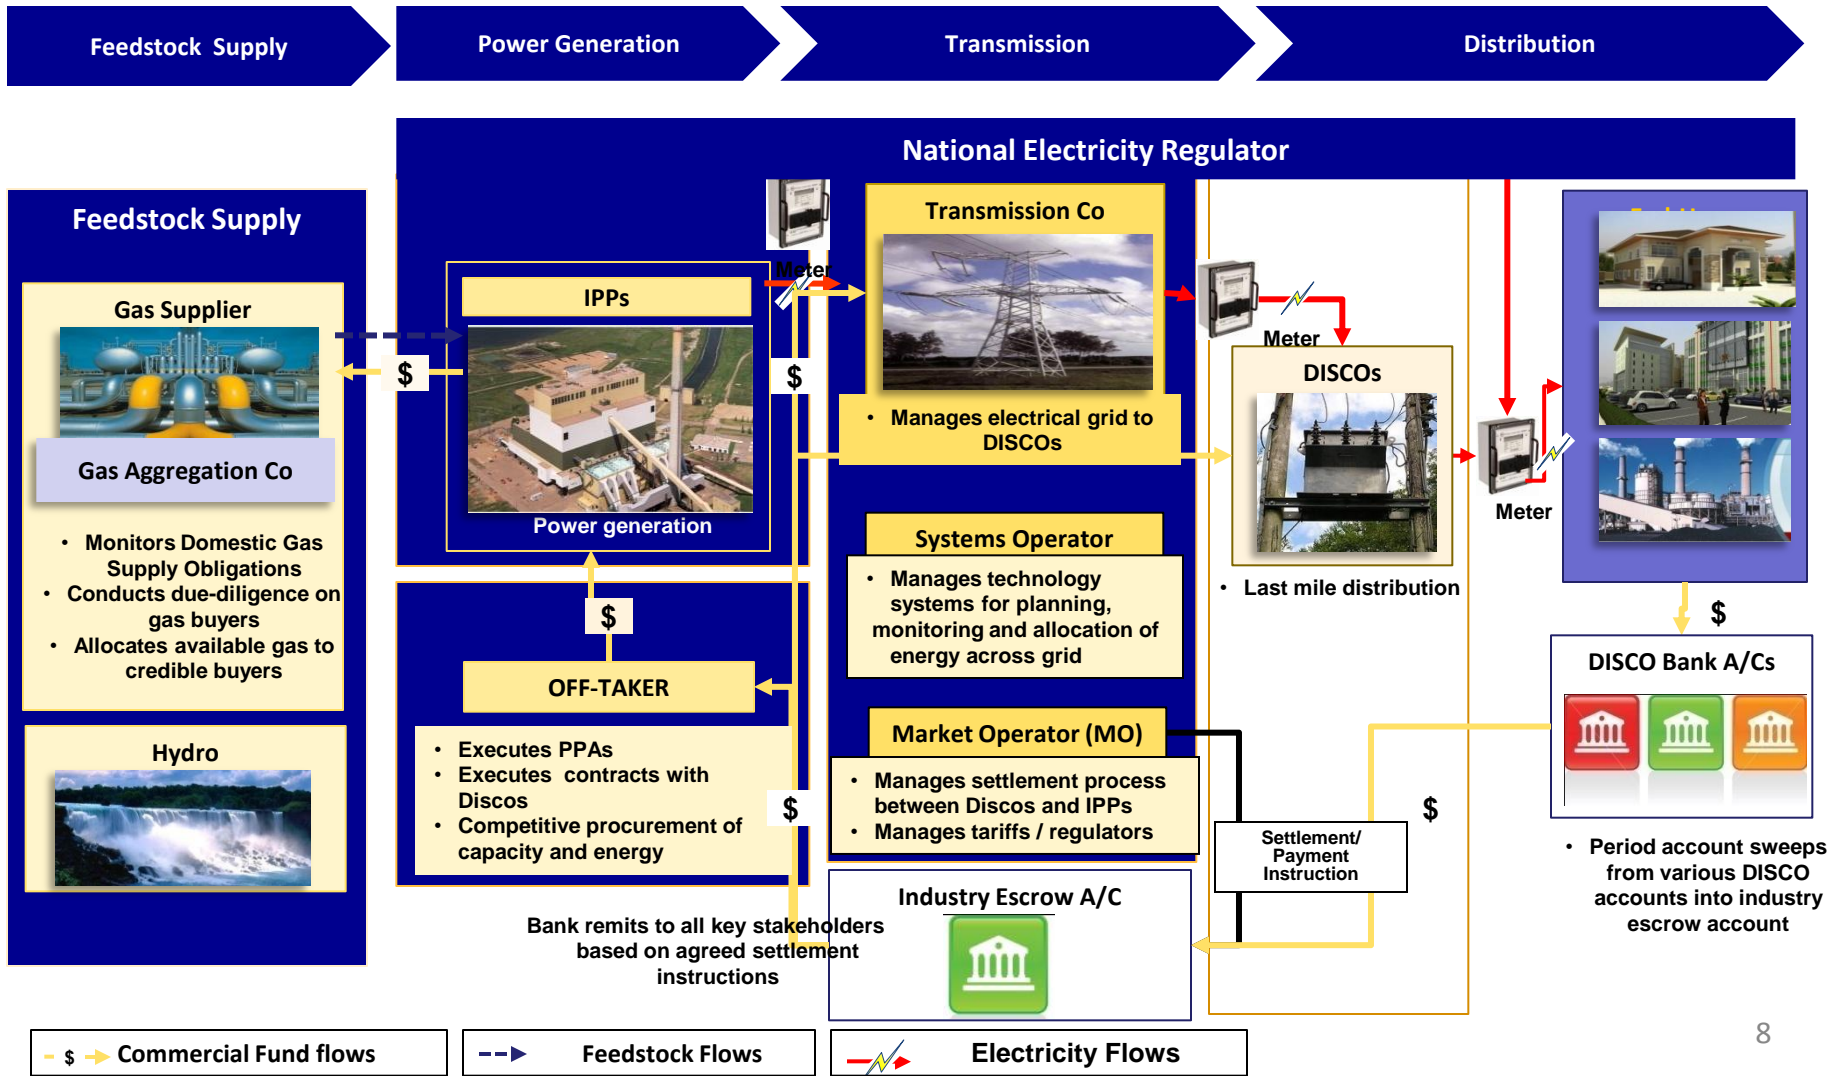 Feedstock  Supply
Power Generation
Transmission
Distribution
National Electricity Regulator
Feedstock Supply
Gas Supplier
$
Gas Aggregation Co
• Monitors Domestic Gas
Supply Obligations
• Conducts due-diligence on
gas buyers
• Allocates available gas to
credible buyers
Hydro
IPPs
Power generation
$
OFF-TAKER
• Executes PPAs
• Executes  contracts with
Discos
• Competitive procurement of
capacity and energy
Meter
$
$
Transmission Co
• Manages electrical grid to
DISCOs
Systems Operator
• Manages technology
systems for planning,
monitoring and allocation of
energy across grid
Market Operator (MO)
• Manages settlement process
between Discos and IPPs
• Manages tariffs / regulators
Industry Escrow A/C
Bank remits to all key stakeholders
based on agreed settlement
instructions
Meter
DISCOs
• Last mile distribution
Settlement/
Payment
Instruction
$
Meter
$
DISCO Bank A/Cs
• Period account sweeps
from various DISCO
accounts into industry
escrow account
$ Commercial Fund flows
Feedstock Flows
Electricity Flows
8